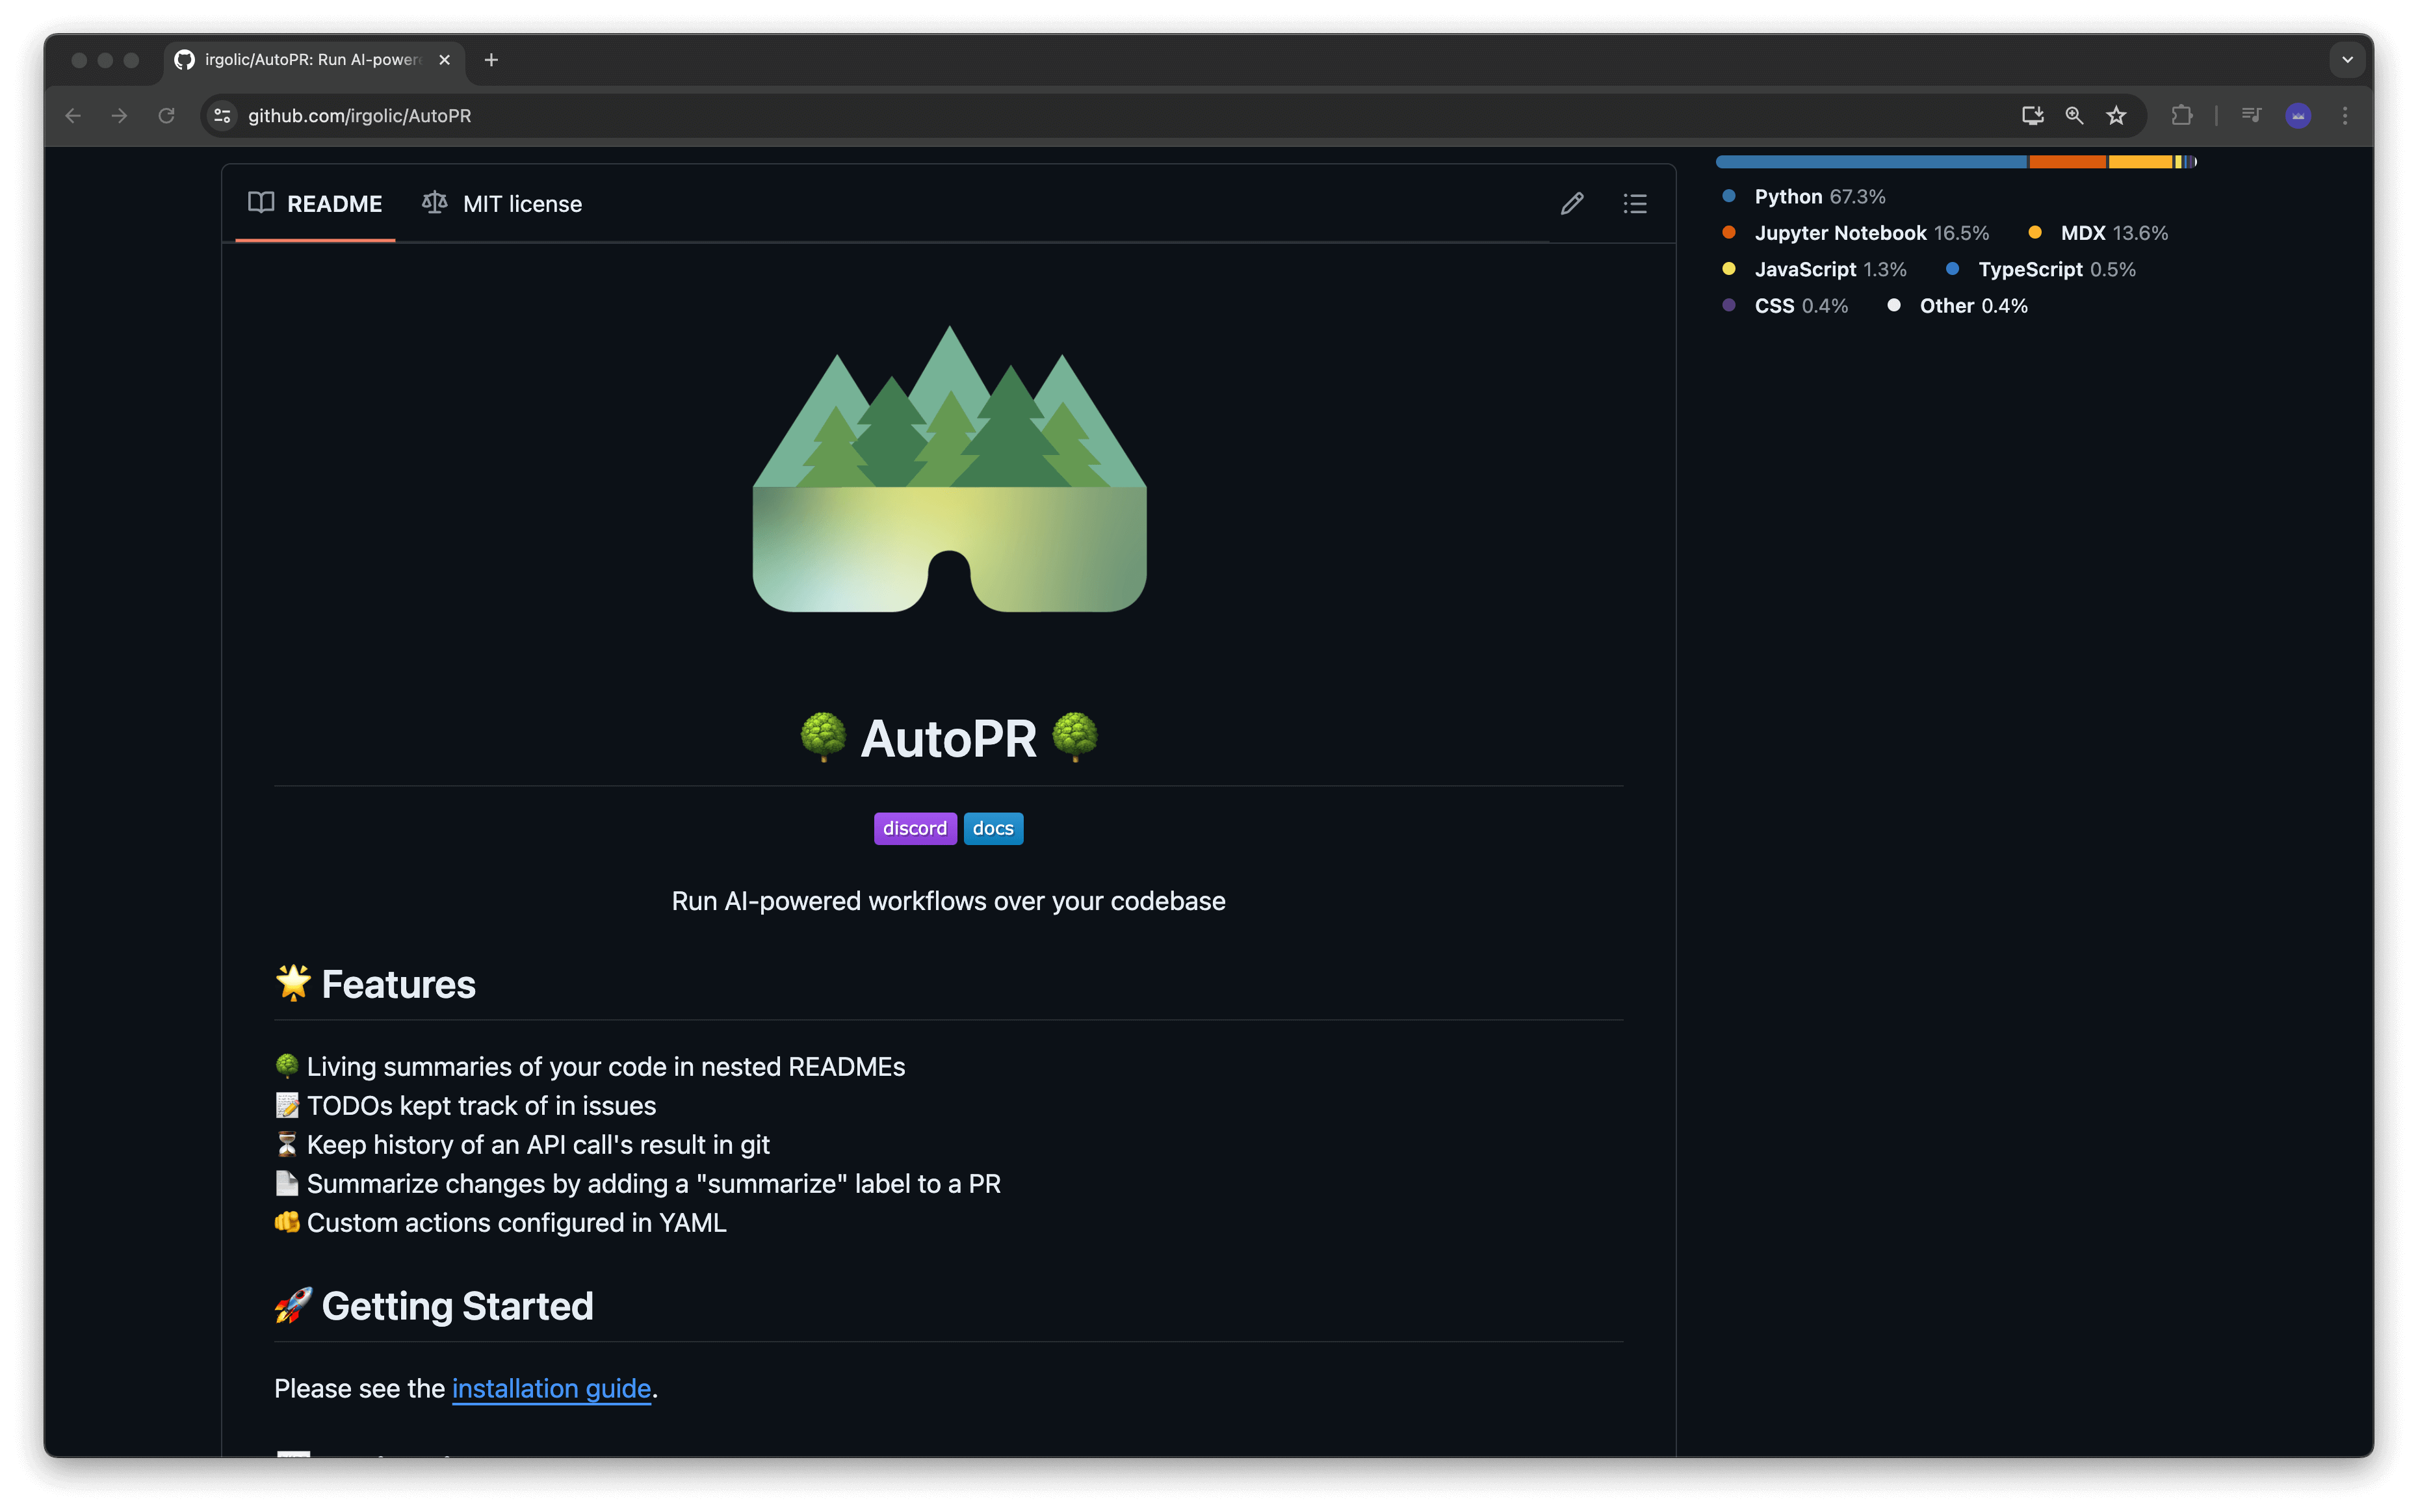 irgolic/AutoPR: Run AI-power
github.com/irgolic/AutoPR
README
MIT license
Python 67.3%
Jupyter Notebook 16.5%
MDX 13.6%
JavaScript 1.3%
TypeScript 0.5%
CSS 0.4%
Other 0.4%
🌳 AutoPR 🌳
discord docs
Run AI-powered workflows over your codebase
🌟 Features
🌳 Living summaries of your code in nested READMEs
📝 TODOs kept track of in issues
⏳ Keep history of an API call's result in git
📄 Summarize changes by adding a "summarize" label to a PR
🫵 Custom actions configured in YAML
🚀 Getting Started
Please see the installation guide.